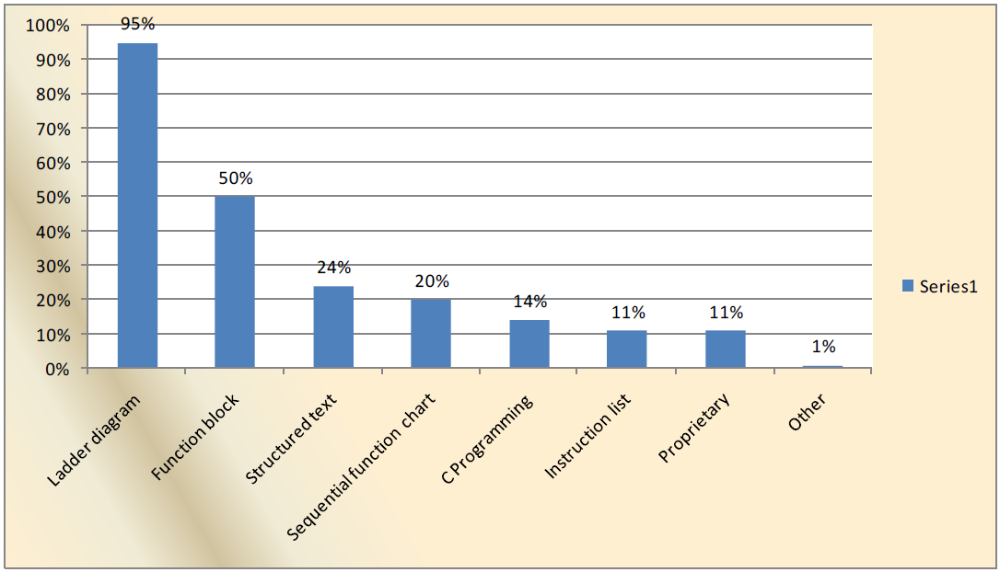 100%
90%
80%
70%
60%
50%
40%
30%
20%
10%
0%
95%
50%
24%
20%
14%
11%
11%
1%
Ladder diagram
Function block
Structured text
Sequential function chart
C Programming
Instruction list
Proprietary
Other
Series1